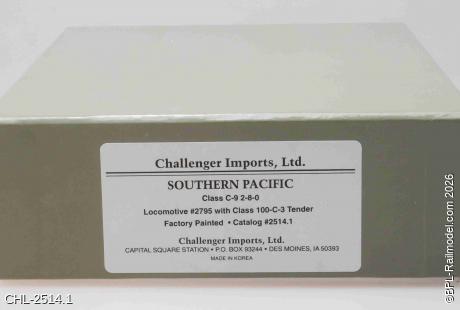 Challenger Imports, Ltd.
SOUTHERN PACIFIC
Class C-9 2-8-0
Locomotive #2795 with Class 100-C-3 Tender
Factory Painted • Catalog #2514.1
Challenger Imports, Ltd.
CAPITAL SQUARE STATION • P.O. BOX 93244 • DES MOINES, IA 50393
MADE IN KOREA
CHL-2514.1
©BPL-Railmodel.com 2026